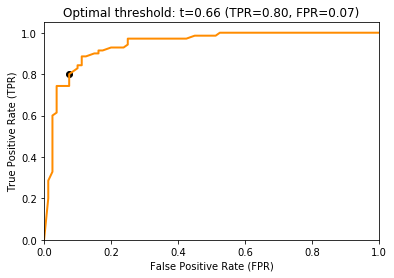 Optimal threshold: t=0.66 (TPR=0.80, FPR=0.07)
1.0
0.8
0.6
0.4
0.2
0.0
True Positive Rate (TPR)
0.0 0.2 0.4 0.6 0.8 1.0
False Positive Rate (FPR)